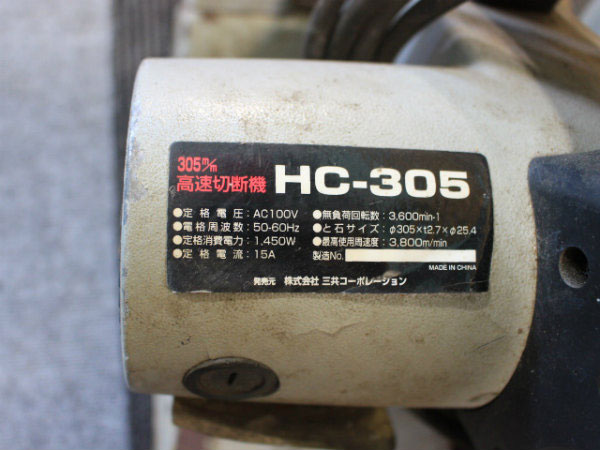 305m/m
高速切断機 HC-305
●定格電圧:AC100V
●電格周波数:50-60Hz
●定格消費電力:1,450W
●定格電流:15A
●無負荷回転数:3,600min-1
●と石サイズ:φ305×t2.7×φ25.4
●最高使用周速度:3,800m/min
製造No.
MADE IN CHINA
発売元 株式会社 三共コーポレーション